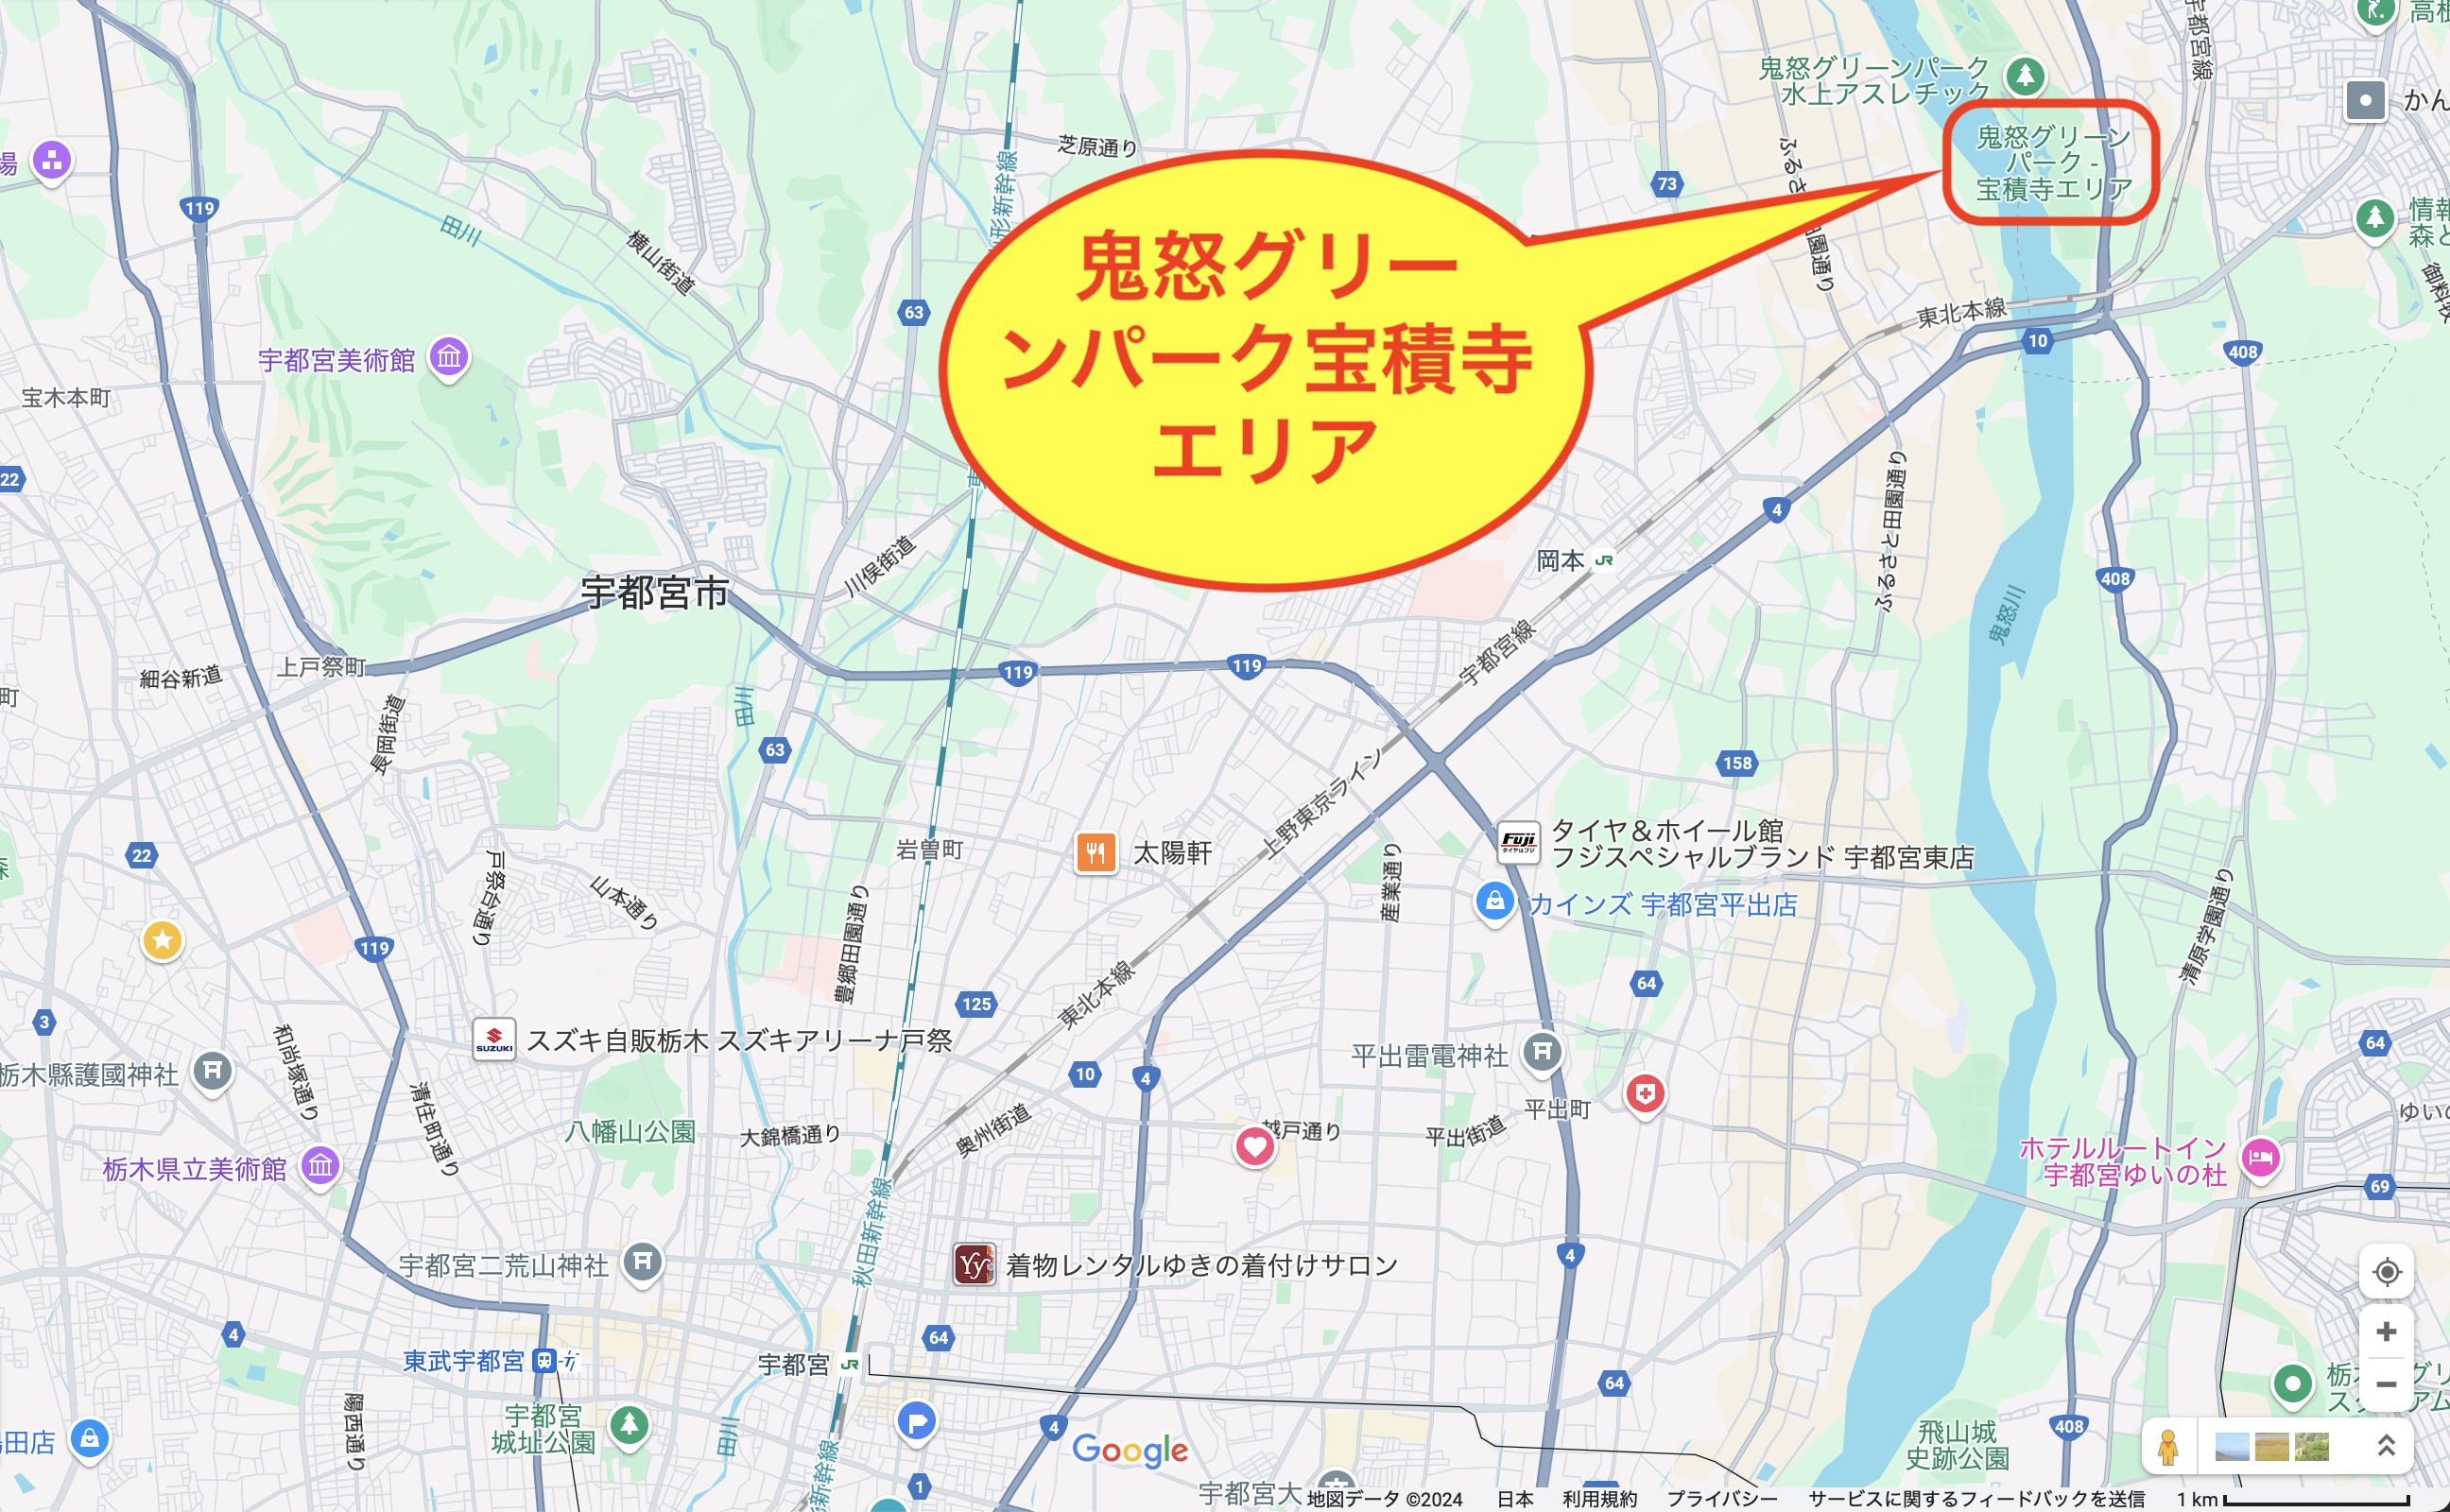 鬼怒グリーンパーク
水上アスレチック
鬼怒グリーン
パーク -
宝積寺エリア
鬼怒グリー
ンパーク宝積寺
エリア
宇都宮線
かん
芝原通り
119
73
田川
横山街道
63
東北本線
10
408
宇都宮美術館
宝木本町
22
4
岡本
川俣街道
宇都宮市
ふるさと田園通り
鬼怒川
408
宇都宮線
上戸祭町
細谷新道
119
119
長岡街道
田川
63
158
上野東京ライン
岩曽町
太陽軒
タイヤ&ホイール館
フジスペシャルブランド 宇都宮東店
Fuji
カインズ 宇都宮平出店
産業通り
22
戸祭台通り
山本通り
豊郷田園通り
119
清原学園通り
64
125
東北本線
3
SUZUKI
スズキ自販栃木 スズキアリーナ戸祭
和尚塚通り
栃木縣護國神社
清住町通り
10
4
平出雷電神社
64
平出町
八幡山公園
大錦橋通り
奥州街道
越戸通り
平出街道
栃木県立美術館
ホテルルートイン
宇都宮ゆいの杜
69
秋田新幹線
宇都宮二荒山神社
Yy
着物レンタルゆきの着付けサロン
4
4
64
東武宇都宮
宇都宮
JR
64
陽西通り
宇都宮
城址公園
田川
4
408
飛山城
史跡公園
Google
1
宇都宮大
地図データ ©2024 日本 利用規約 プライバシー サービスに関するフィードバックを送信 1 km